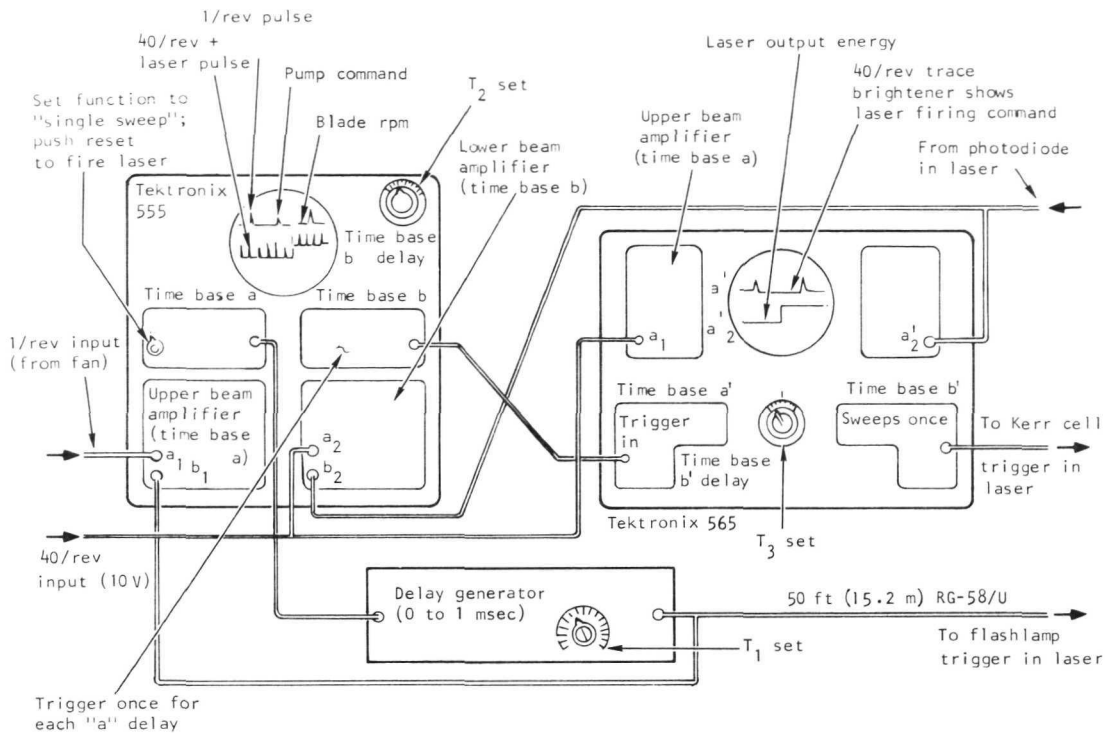 1/rev pulse
40/rev +
laser pulse
Pump command
T2 set
Blade rpm
Set function to
"single sweep";
push reset
to fire laser
Lower beam
amplifier
(time base b)
Tektronix
555
Time base
b delay
Time base a
Time base b
1/rev input
(from fan)
Upper beam
amplifier
(time base
a)
a1
b1
a2
b2
40/rev
input (10V)
Trigger once for
each "a" delay
Laser output energy
40/rev trace
brightener shows
laser firing command
Upper beam
amplifier
(time base a)
From photodiode
in laser
a'
a'2
a1
a'2
Time base a'
Time base b'
Trigger
in
Sweeps once
Time base
b' delay
To Kerr cell
trigger in
laser
Tektronix 565
T3 set
Delay generator
(0 to 1 msec)
T1 set
50 ft (15.2 m) RG-58/U
To flashlamp
trigger in laser